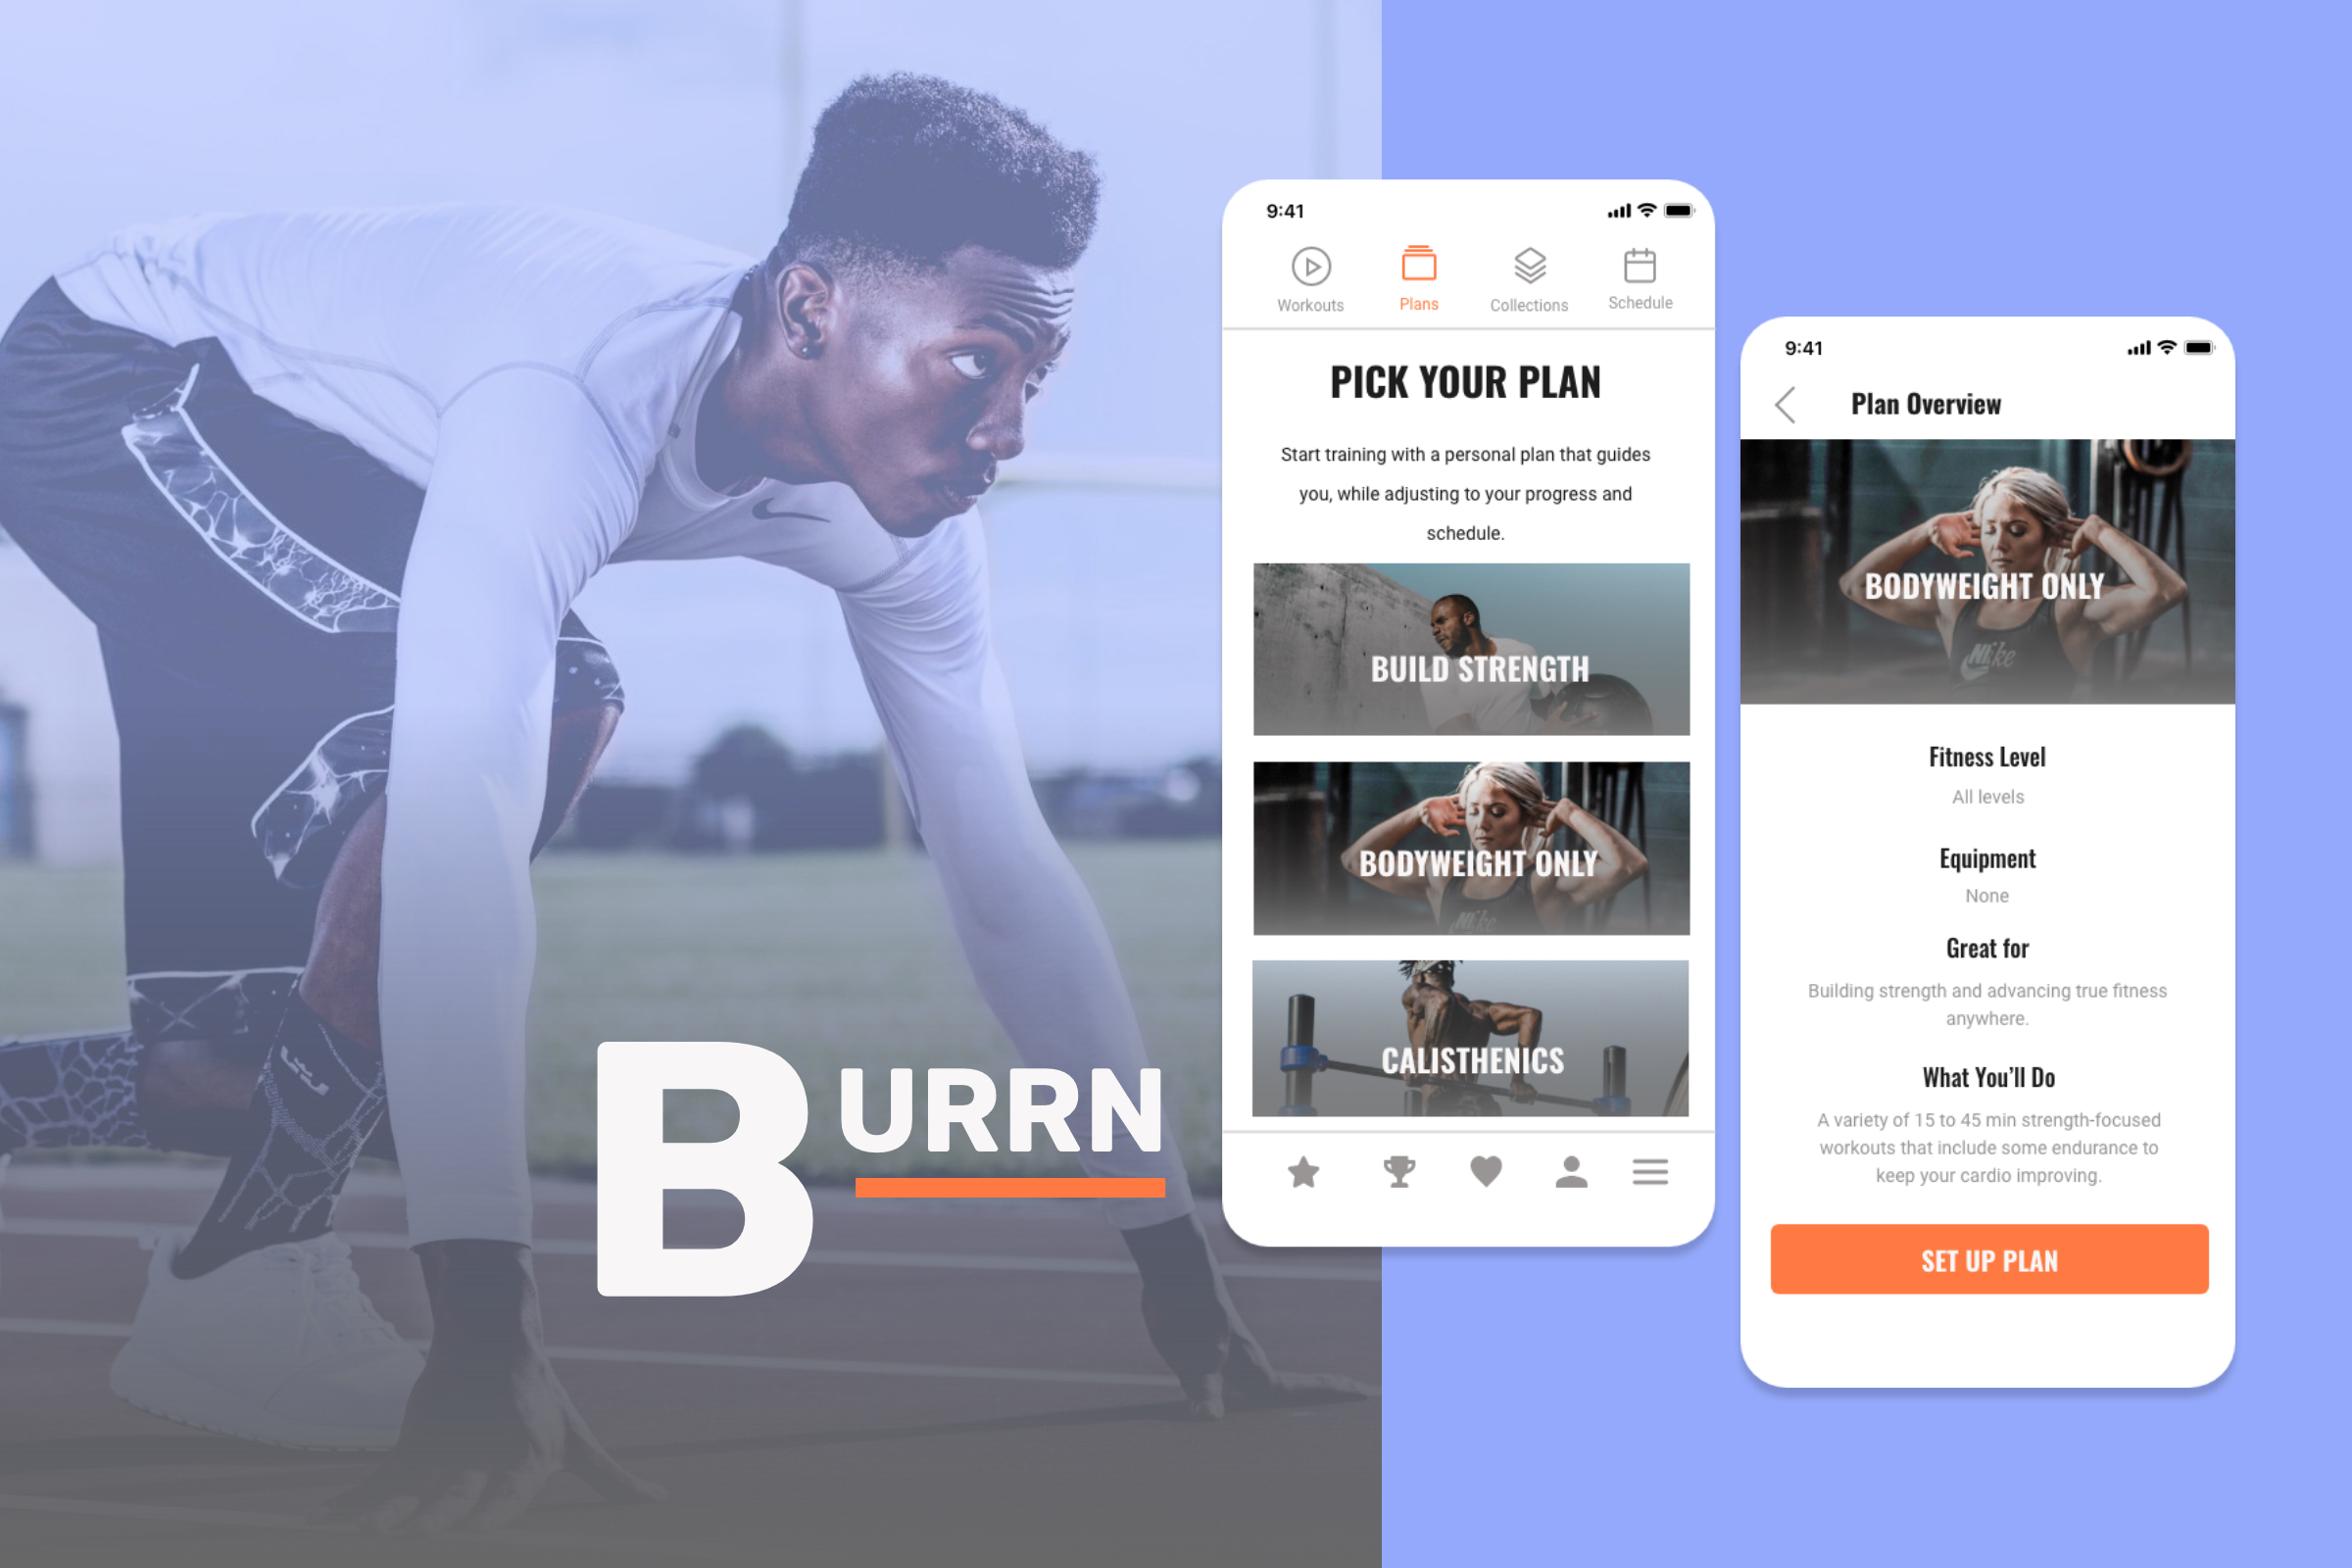 BURRN
9:41
Workouts
Plans
Collections
Schedule
PICK YOUR PLAN
Start training with a personal plan that guides
you, while adjusting to your progress and
schedule.
BUILD STRENGTH
BODYWEIGHT ONLY
NIke
CALISTHENICS
9:41
Plan Overview
BODYWEIGHT ONLY
NIke
Fitness Level
All levels
Equipment
None
Great for
Building strength and advancing true fitness
anywhere.
What You'll Do
A variety of 15 to 45 min strength-focused
workouts that include some endurance to
keep your cardio improving.
SET UP PLAN